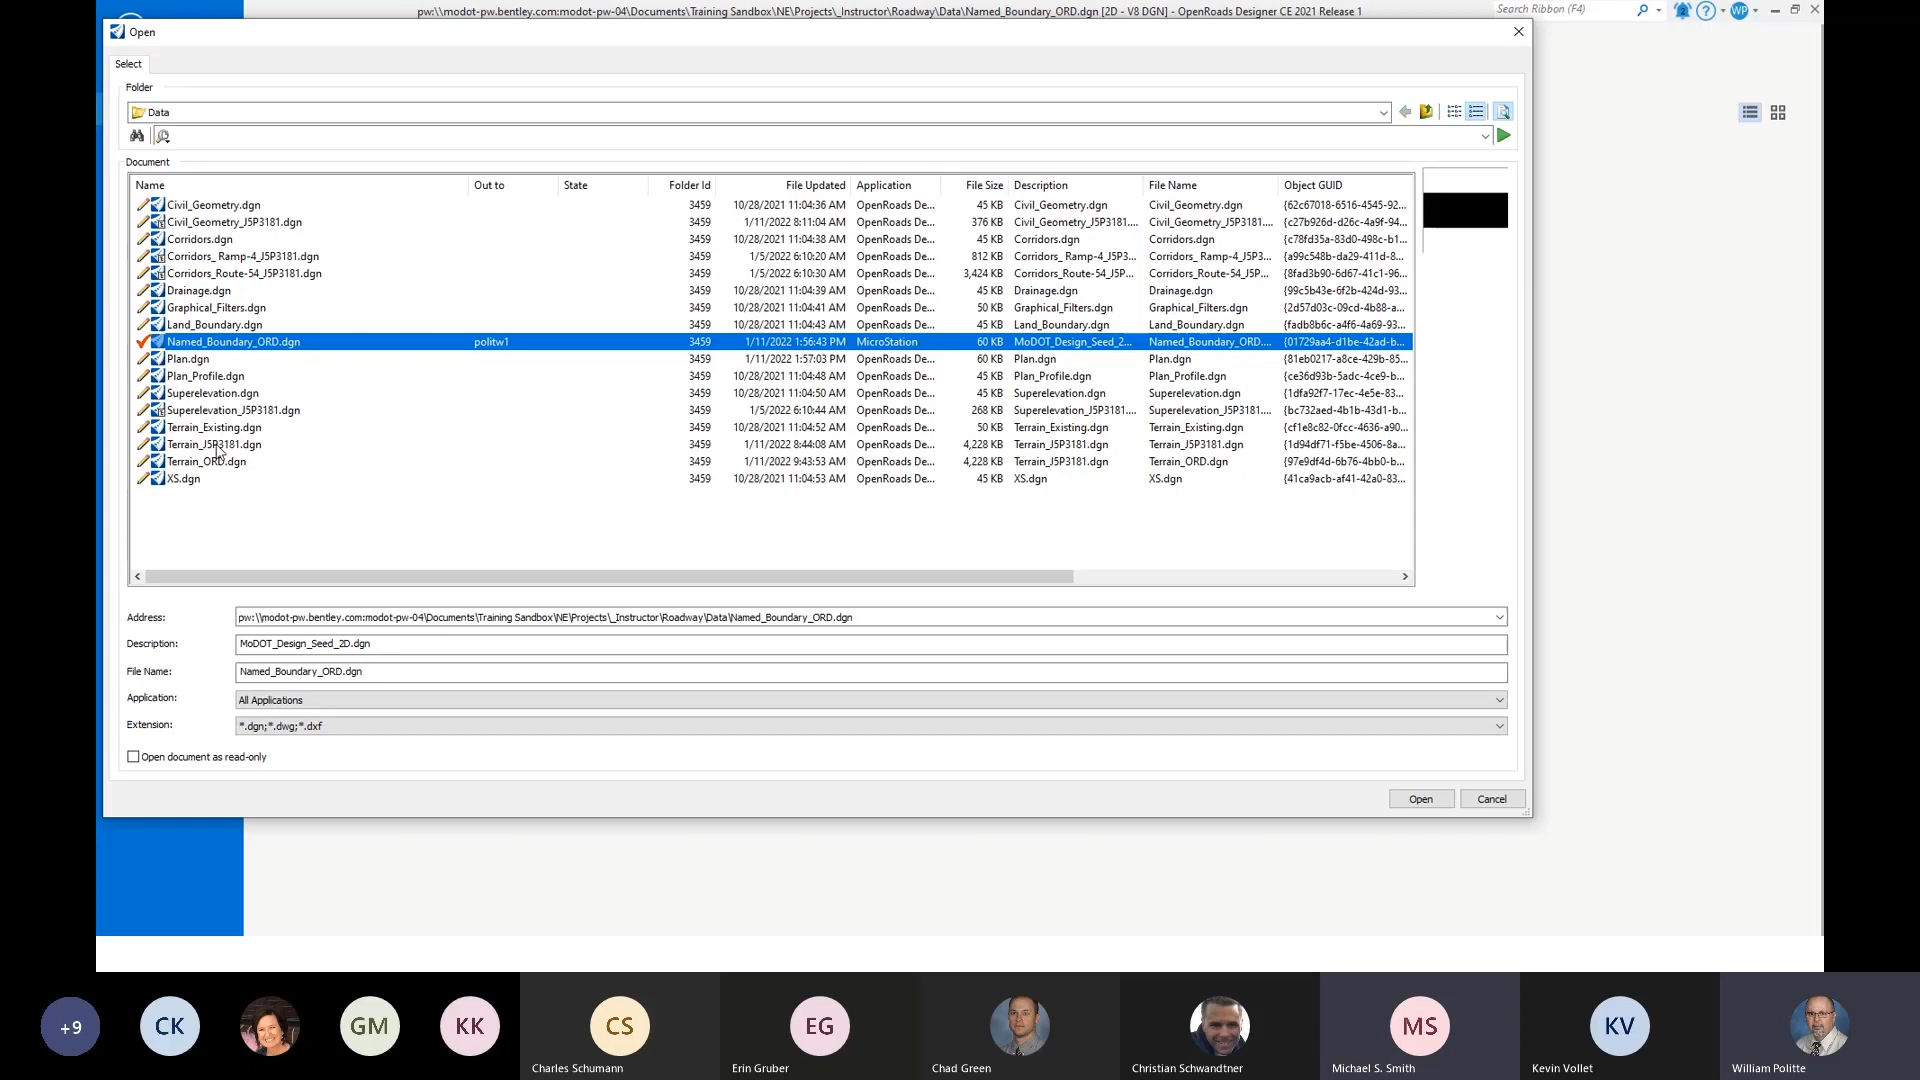 pw:\\modot-pw.bentley.com:modot-pw-04\Documents\Training Sandbox\NE\Projects\_Instructor\Roadway\Data\Named_Boundary_ORD.dgn [2D - V8 DGN] - OpenRoads Designer CE 2021 Release 1
Search Ribbon (F4)
2
WP
Open
Select
Folder
Data
Document
Name Out to State Folder Id File Updated Application File Size Description File Name Object GUID
Civil_Geometry.dgn 3459 10/28/2021 11:04:36 AM OpenRoads De... 45 KB Civil_Geometry.dgn Civil_Geometry.dgn {62c67018-6516-4545-92...
Civil_Geometry_J5P3181.dgn 3459 1/11/2022 8:11:04 AM OpenRoads De... 376 KB Civil_Geometry_J5P3181.... Civil_Geometry_J5P3181.... {c27b926d-d26c-4a9f-94...
Corridors.dgn 3459 10/28/2021 11:04:38 AM OpenRoads De... 45 KB Corridors.dgn Corridors.dgn {c78fd35a-83d0-498c-b1...
Corridors_ Ramp-4_J5P3181.dgn 3459 1/5/2022 6:10:20 AM OpenRoads De... 812 KB Corridors_ Ramp-4_J5P3... Corridors_ Ramp-4_J5P3... {a99c548b-da29-411d-8...
Corridors_Route-54_J5P3181.dgn 3459 1/5/2022 6:10:30 AM OpenRoads De... 3,424 KB Corridors_Route-54_J5P... Corridors_Route-54_J5P... {8fad3b90-6d67-41c1-96...
Drainage.dgn 3459 10/28/2021 11:04:39 AM OpenRoads De... 45 KB Drainage.dgn Drainage.dgn {99c5b43e-6f2b-424d-93...
Graphical_Filters.dgn 3459 10/28/2021 11:04:41 AM OpenRoads De... 50 KB Graphical_Filters.dgn Graphical_Filters.dgn {2d57d03c-09cd-4b88-a...
Land_Boundary.dgn 3459 10/28/2021 11:04:43 AM OpenRoads De... 45 KB Land_Boundary.dgn Land_Boundary.dgn {fadb8b6c-a4f6-4a69-93...
Named_Boundary_ORD.dgn politw1 3459 1/11/2022 1:56:43 PM MicroStation 60 KB MoDOT_Design_Seed_2... Named_Boundary_ORD.... {01729aa4-d1be-42ad-b...
Plan.dgn 3459 1/11/2022 1:57:03 PM OpenRoads De... 60 KB Plan.dgn Plan.dgn {81eb0217-a8ce-429b-85...
Plan_Profile.dgn 3459 10/28/2021 11:04:48 AM OpenRoads De... 45 KB Plan_Profile.dgn Plan_Profile.dgn {ce36d93b-5adc-4ce9-b...
Superelevation.dgn 3459 10/28/2021 11:04:50 AM OpenRoads De... 45 KB Superelevation.dgn Superelevation.dgn {1dfa92f7-17ec-4e5e-83...
Superelevation_J5P3181.dgn 3459 1/5/2022 6:10:44 AM OpenRoads De... 268 KB Superelevation_J5P3181.... Superelevation_J5P3181.... {bc732aed-4b1b-43d1-b...
Terrain_Existing.dgn 3459 10/28/2021 11:04:52 AM OpenRoads De... 50 KB Terrain_Existing.dgn Terrain_Existing.dgn {cf1e8c82-0fcc-4636-a90...
Terrain_J5P3181.dgn 3459 1/11/2022 8:44:08 AM OpenRoads De... 4,228 KB Terrain_J5P3181.dgn Terrain_J5P3181.dgn {1d94df71-f5be-4506-8a...
Terrain_ORD.dgn 3459 1/11/2022 9:43:53 AM OpenRoads De... 4,228 KB Terrain_J5P3181.dgn Terrain_ORD.dgn {97e9df4d-6b76-4bb0-b...
XS.dgn 3459 10/28/2021 11:04:53 AM OpenRoads De... 45 KB XS.dgn XS.dgn {41ca9acb-af41-42a0-83...
Address: pw:\\modot-pw.bentley.com:modot-pw-04\Documents\Training Sandbox\NE\Projects\_Instructor\Roadway\Data\Named_Boundary_ORD.dgn
Description: MoDOT_Design_Seed_2D.dgn
File Name: Named_Boundary_ORD.dgn
Application: All Applications
Extension: *.dgn;*.dwg;*.dxf
Open document as read-only
Open Cancel
+9 CK GM KK CS EG MS KV
Charles Schumann Erin Gruber Chad Green Christian Schwandtner Michael S. Smith Kevin Vollet William Politte